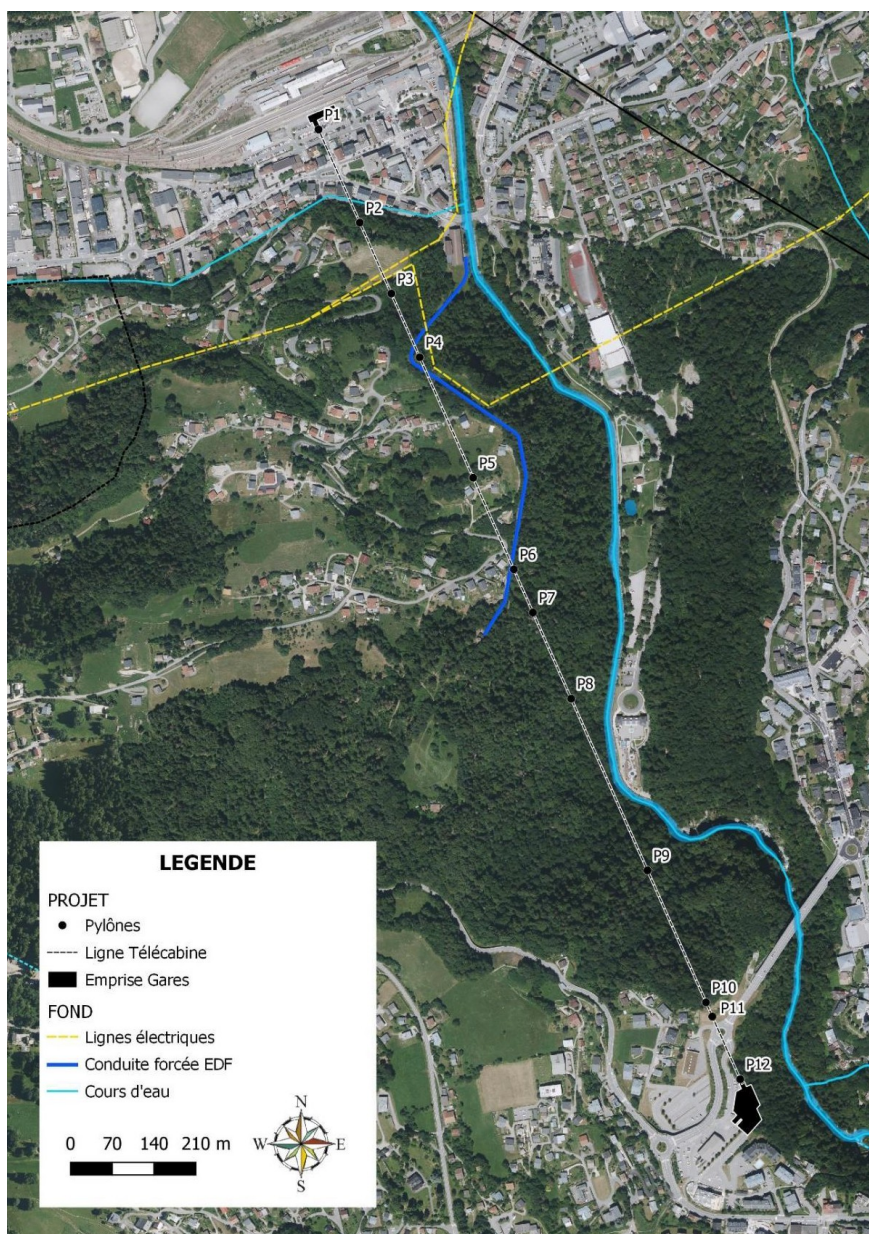 P1
P2
P3
P4
P5
P6
P7
P8
P9
P10
P11
P12
LEGENDE
PROJET
Pylônes
Ligne Télécabine
Emprise Gares
FOND
Lignes électriques
Conduite forcée EDF
Cours d'eau
0 70 140 210 m
N
W E
S